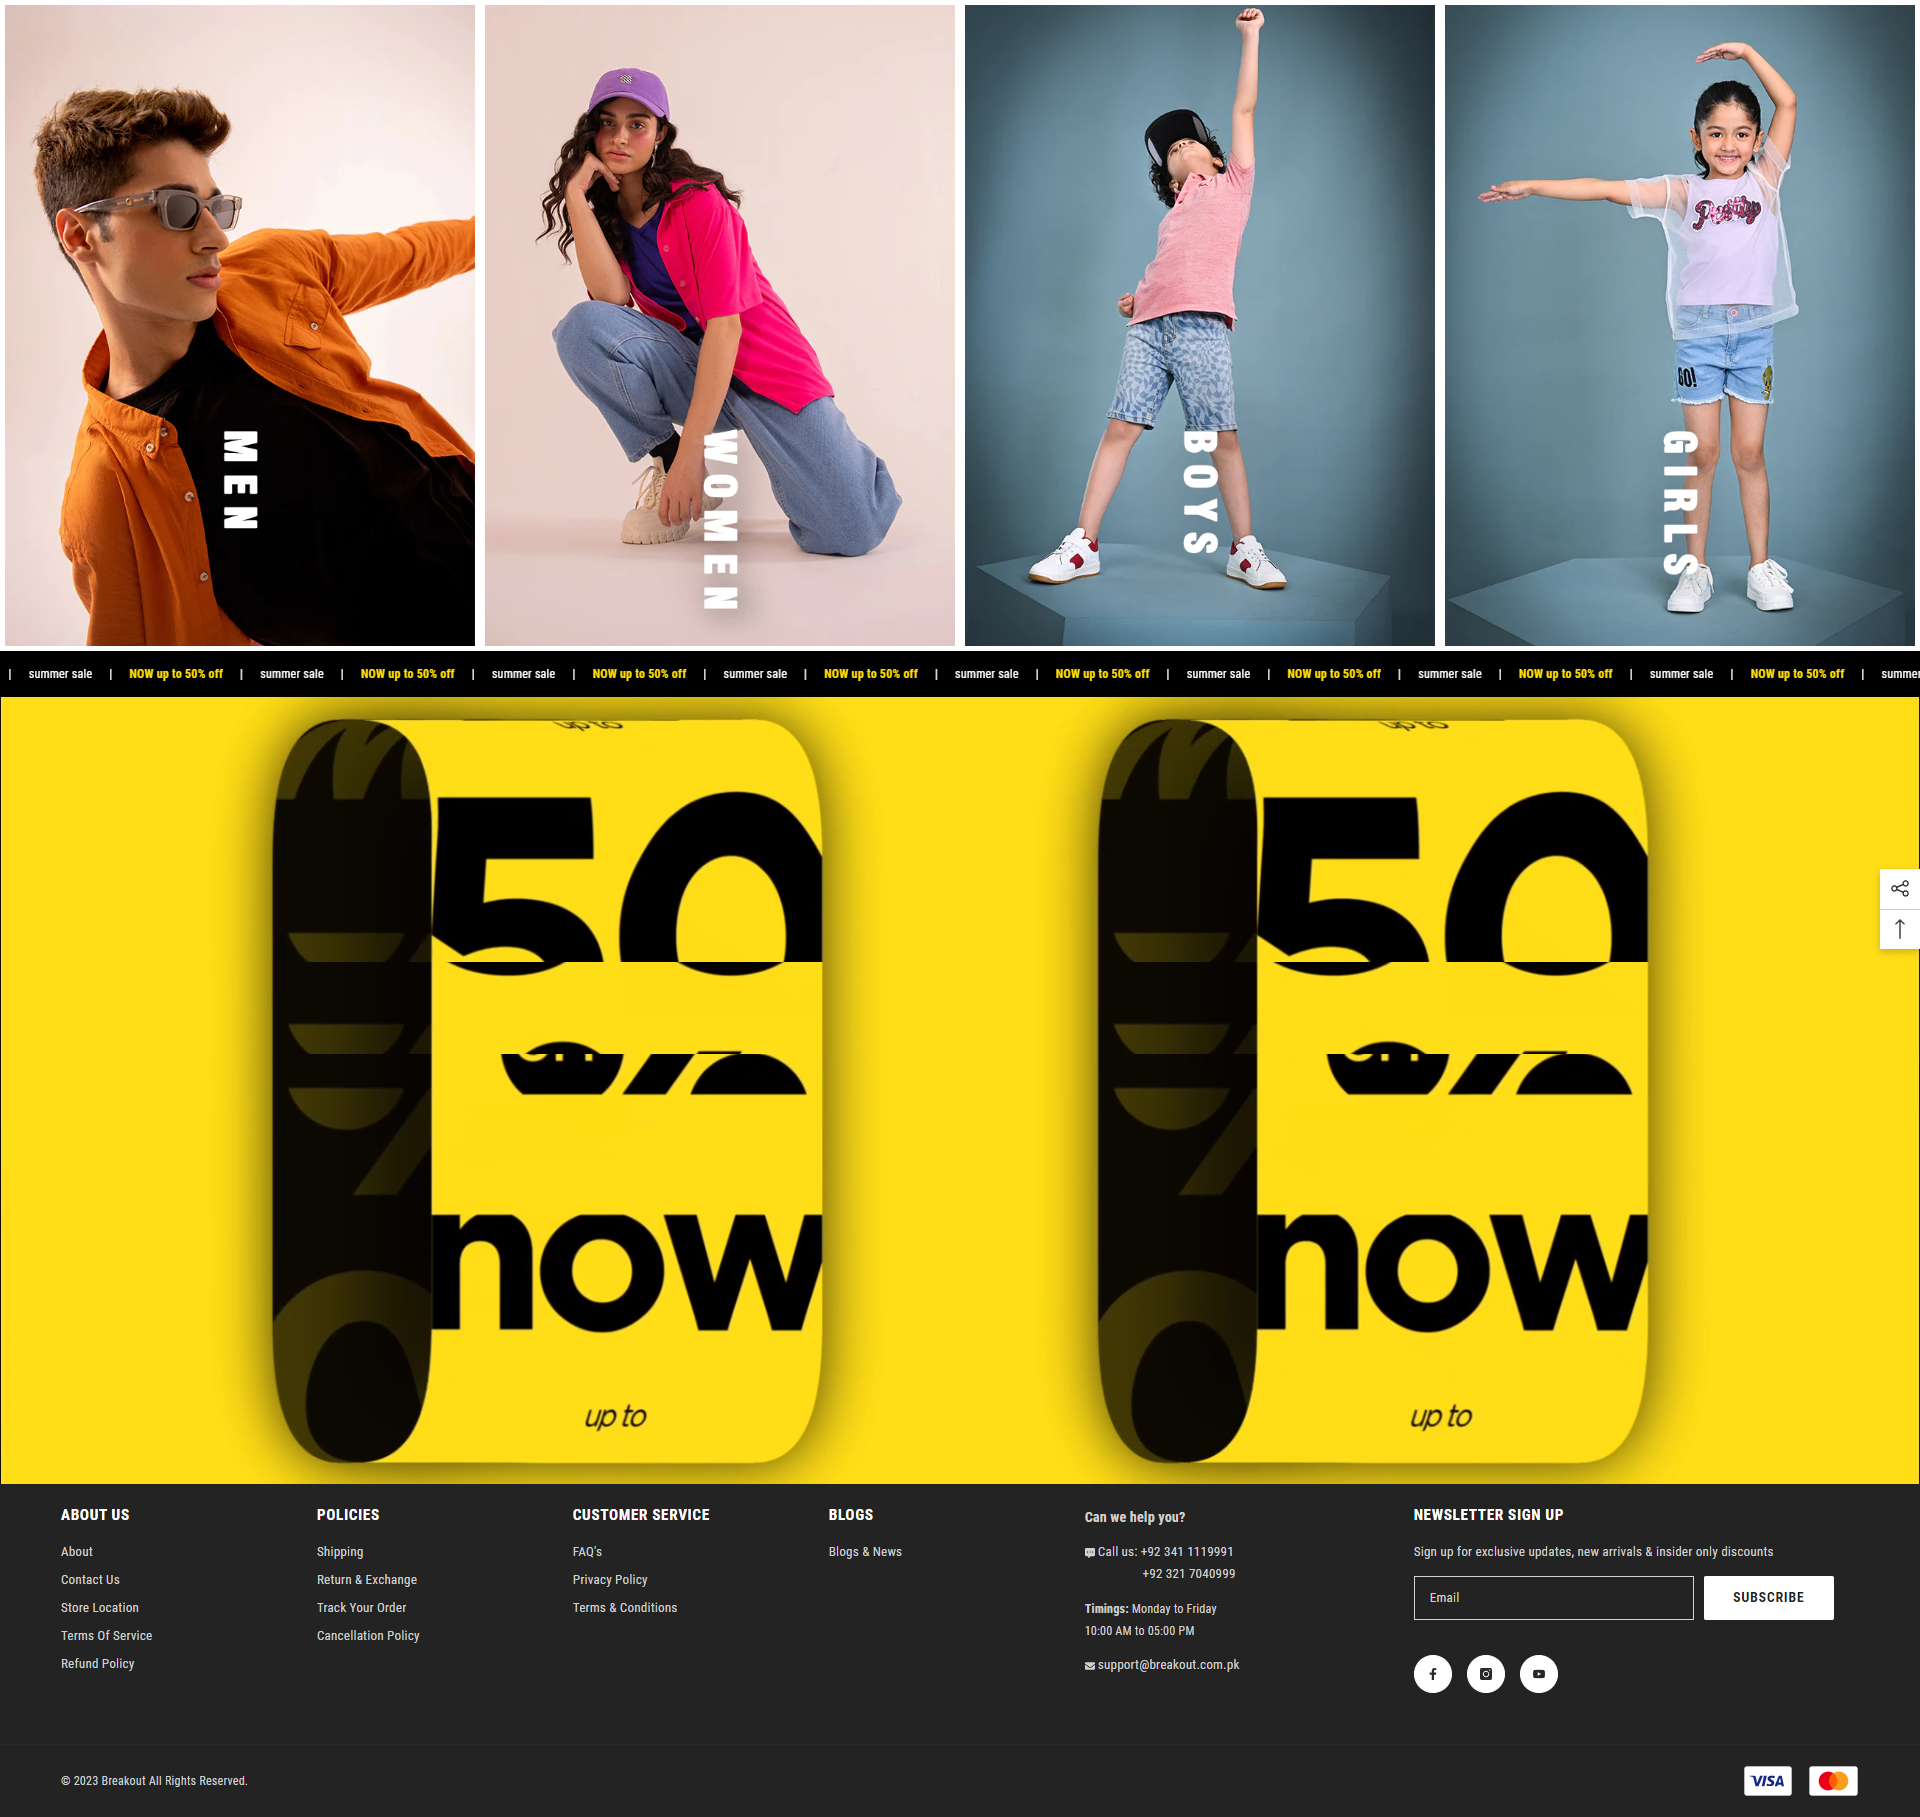 MEN
WOMEN
BOYS
GIRLS
Pretty
GO!
| summer sale | NOW up to 50% off | summer sale | NOW up to 50% off | summer sale | NOW up to 50% off | summer sale | NOW up to 50% off | summer sale | NOW up to 50% off | summer sale | NOW up to 50% off | summer sale | NOW up to 50% off | summer sale | NOW up to 50% off | summer
up to up to
50 50
now now
up to up to
ABOUT US
About
Contact Us
Store Location
Terms Of Service
Refund Policy
POLICIES
Shipping
Return & Exchange
Track Your Order
Cancellation Policy
CUSTOMER SERVICE
FAQ's
Privacy Policy
Terms & Conditions
BLOGS
Blogs & News
Can we help you?
Call us: +92 341 1119991
+92 321 7040999
Timings: Monday to Friday
10:00 AM to 05:00 PM
support@breakout.com.pk
NEWSLETTER SIGN UP
Sign up for exclusive updates, new arrivals & insider only discounts
Email
SUBSCRIBE
© 2023 Breakout All Rights Reserved.
VISA